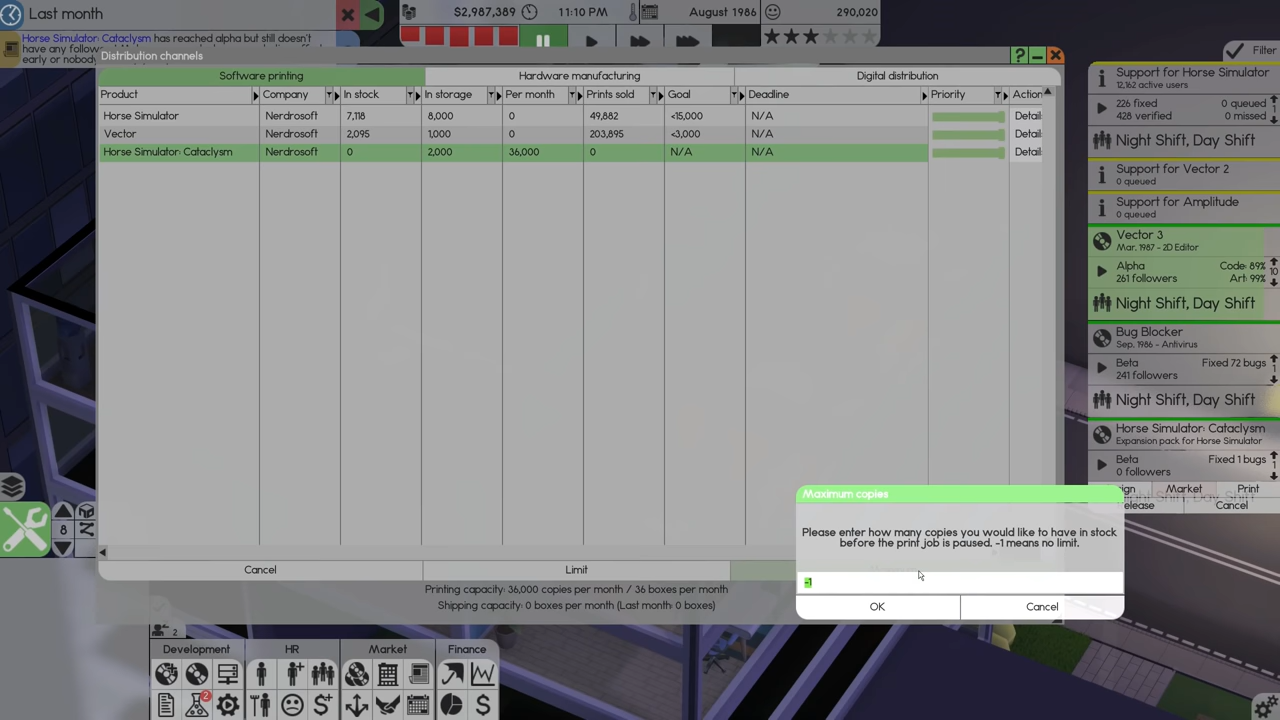 Last month
$2,987,389
11:10 PM
August 1986
290,020
Horse Simulator: Cataclysm has reached alpha but still doesn't
early or nobody
Distribution channels
?
Filter
Software printing
Hardware manufacturing
Digital distribution
Product Company In stock In storage Per month Prints sold Goal Deadline Priority Action
Horse Simulator Nerdrosoft 7,118 8,000 0 49,882 <15,000 N/A Detail
Vector Nerdrosoft 2,095 1,000 0 203,895 <3,000 N/A Detail
Horse Simulator: Cataclysm Nerdrosoft 0 2,000 36,000 0 N/A N/A Detail
Support for Horse Simulator
12,162 active users
226 fixed 0 queued
428 verified 0 missed
Night Shift, Day Shift
Support for Vector 2
0 queued
Support for Amplitude
0 queued
Vector 3
Mar. 1987 - 2D Editor
Alpha Code: 89%
261 followers Art: 99%
10
Night Shift, Day Shift
Bug Blocker
Sep. 1986 - Antivirus
Beta Fixed 72 bugs
241 followers
1
Night Shift, Day Shift
Horse Simulator: Cataclysm
Expansion pack for Horse Simulator
Beta Fixed 1 bugs
0 followers
1
Market Print
Release Cancel
Maximum copies
Please enter how many copies you would like to have in stock
before the print job is paused. -1 means no limit.
-1
OK Cancel
8
Cancel Limit
Printing capacity: 36,000 copies per month / 36 boxes per month
Shipping capacity: 0 boxes per month (Last month: 0 boxes)
2
Development HR Market Finance
2